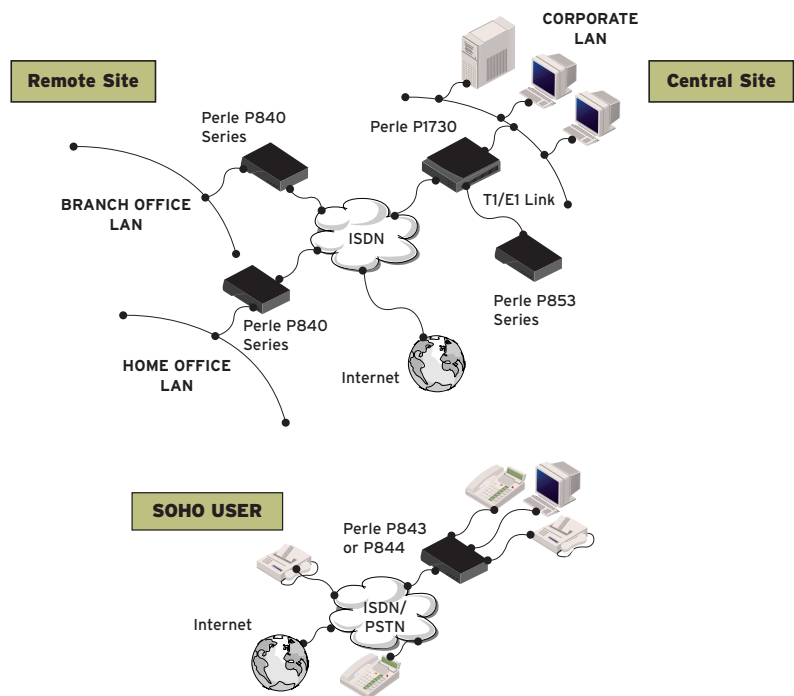 CORPORATE
LAN
Remote Site
Central Site
Perle P840
Series
Perle P1730
BRANCH OFFICE
LAN
T1/E1 Link
ISDN
Perle P853
Series
Perle P840
Series
HOME OFFICE
LAN
Internet
SOHO USER
Perle P843
or P844
ISDN/
PSTN
Internet